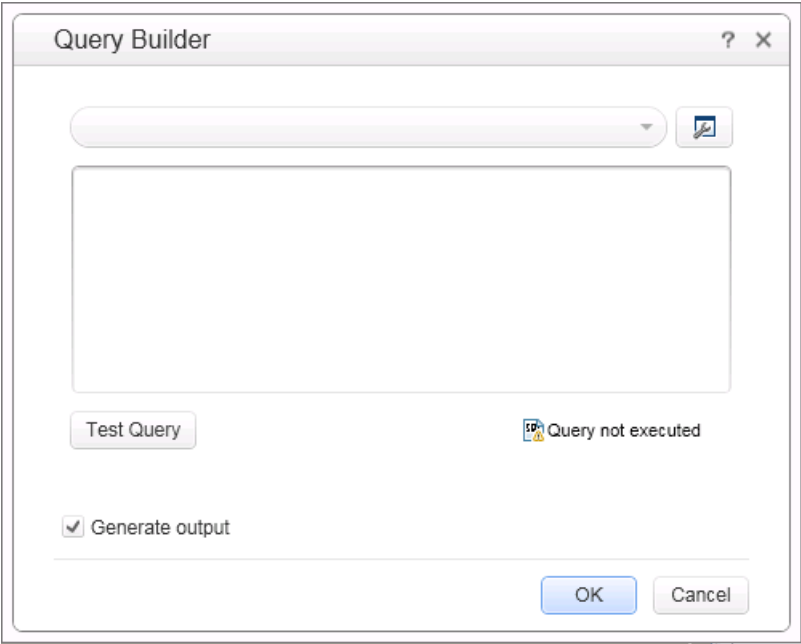 Query Builder ?
Test Query
Query not executed
Generate output
OK
Cancel